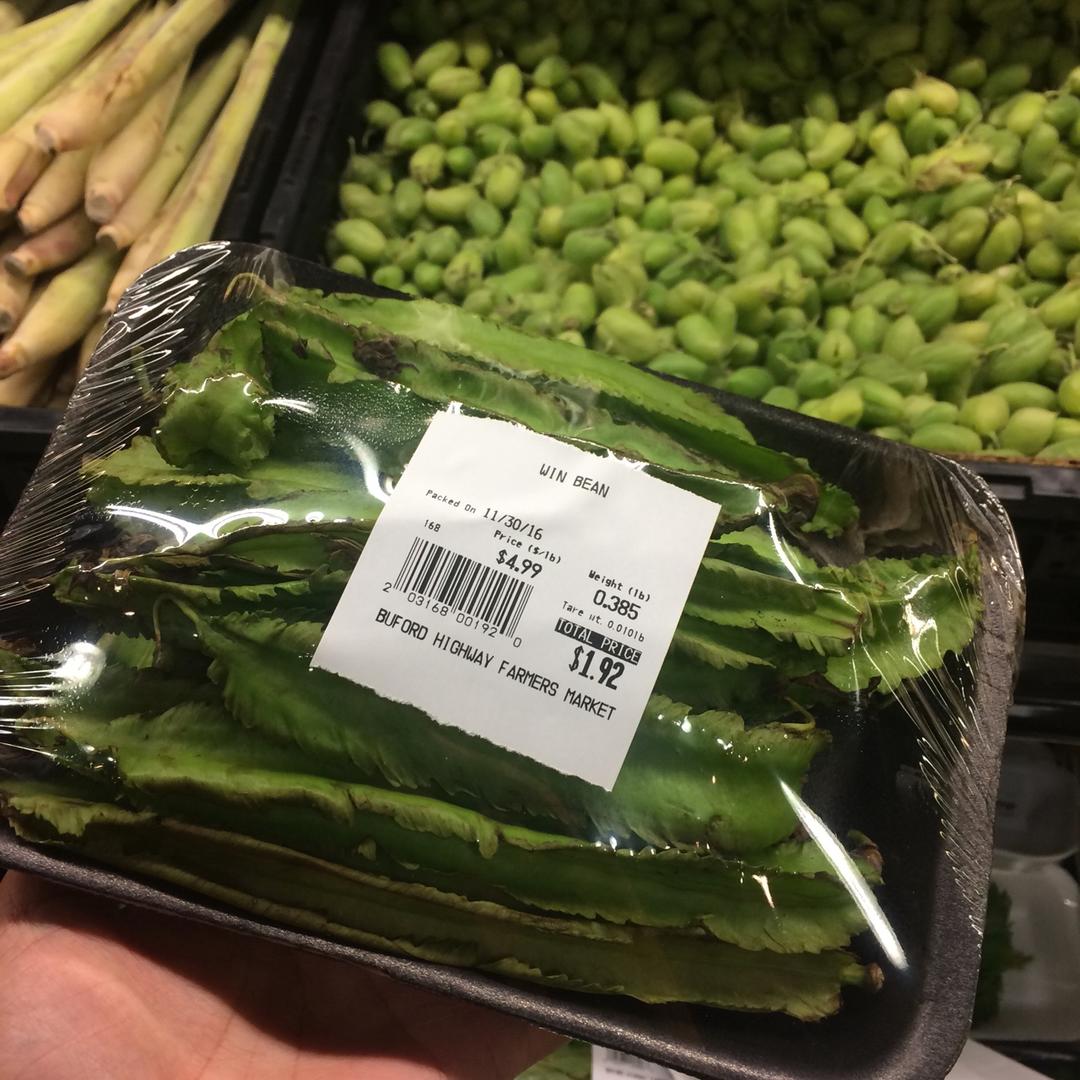 WIN BEAN
Packed On 11/30/16
168
Price ($/lb)
$4.99
Weight (lb)
0.385
Tare wt. 0.010lb
TOTAL PRICE
$1.92
2 03168 00192 0
BUFORD HIGHWAY FARMERS MARKET